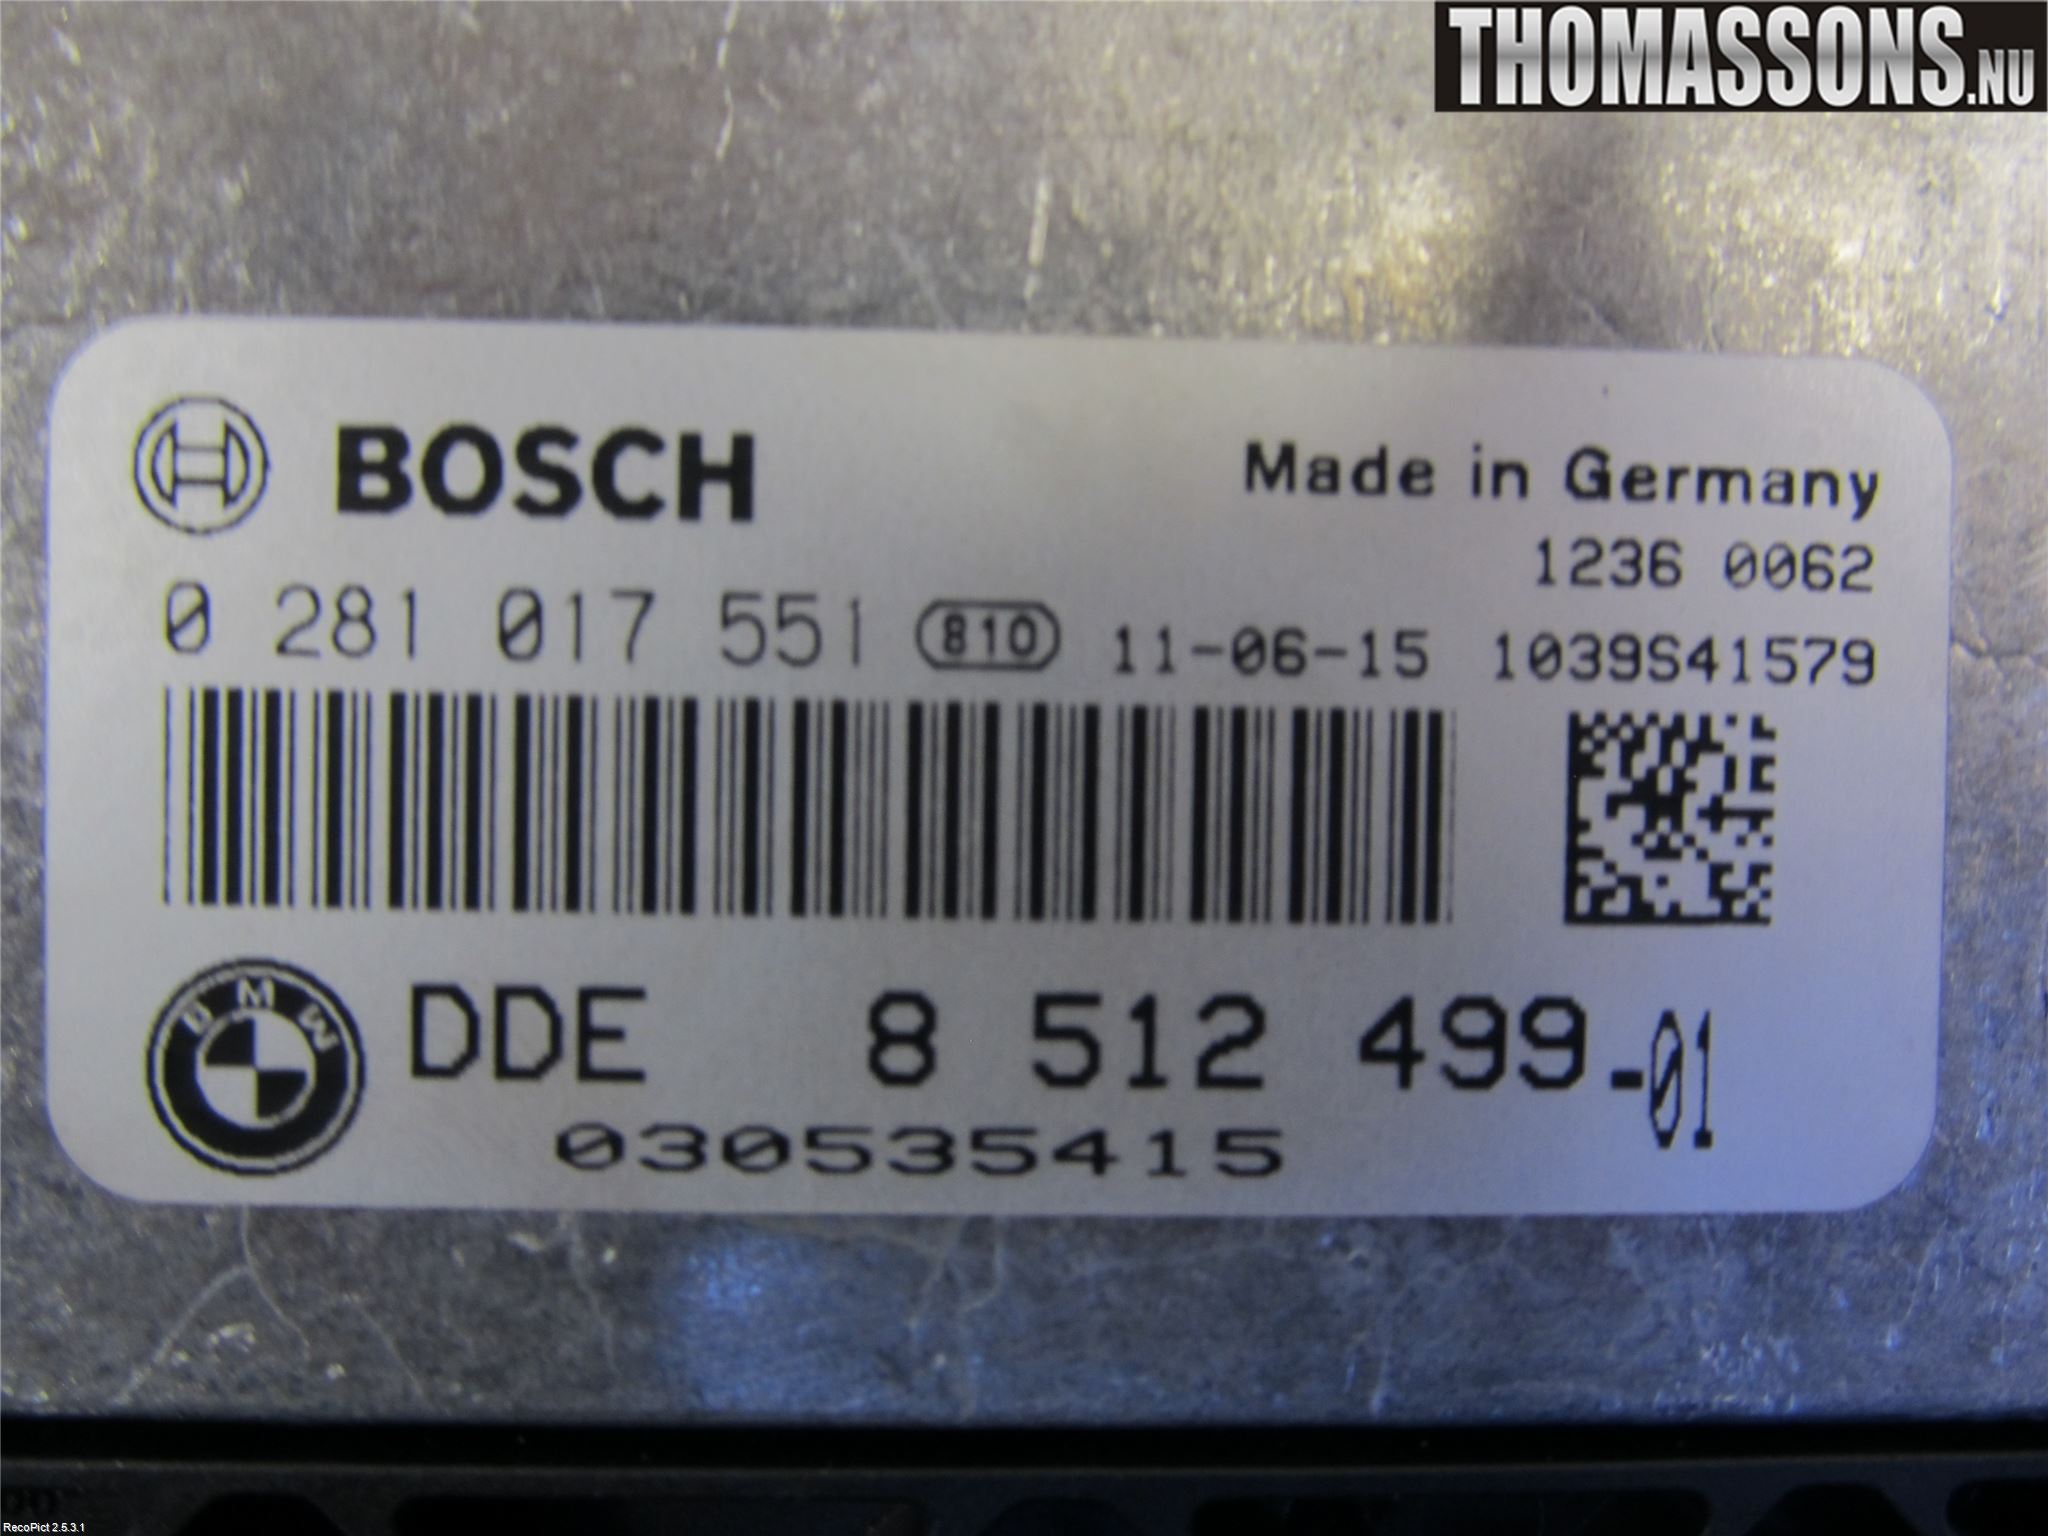 THOMASSONS.NU
BOSCH
Made in Germany
1236 0062
0 281 017 551 810 11-06-15 1039S41579
BMW
DDE 8 512 499-01
030535415
RecoPict 2.5.3.1